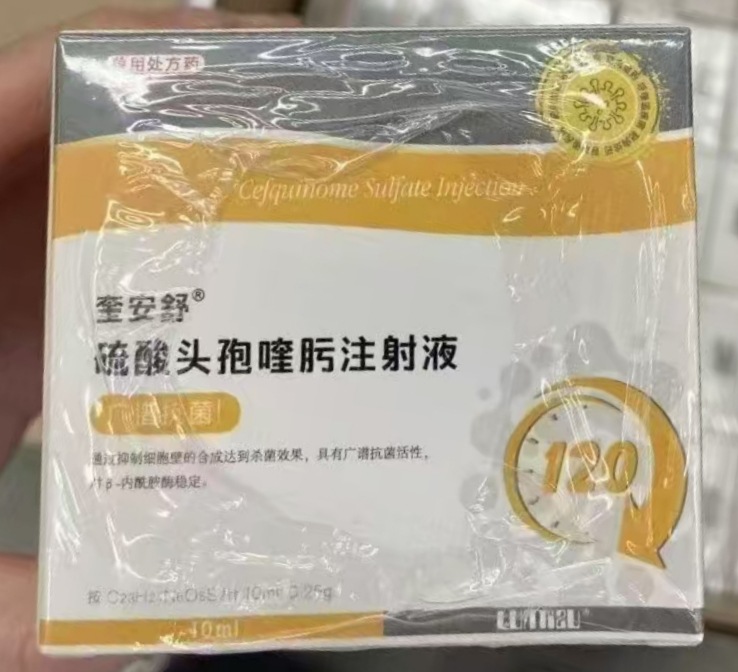 兽用处方药
Cefquinome Sulfate Injection
奎安舒®
硫酸头孢喹肟注射液
广谱抗菌
通过抑制细胞壁的合成达到杀菌效果，具有广谱抗菌活性，
对β-内酰胺酶稳定。
120
10ml